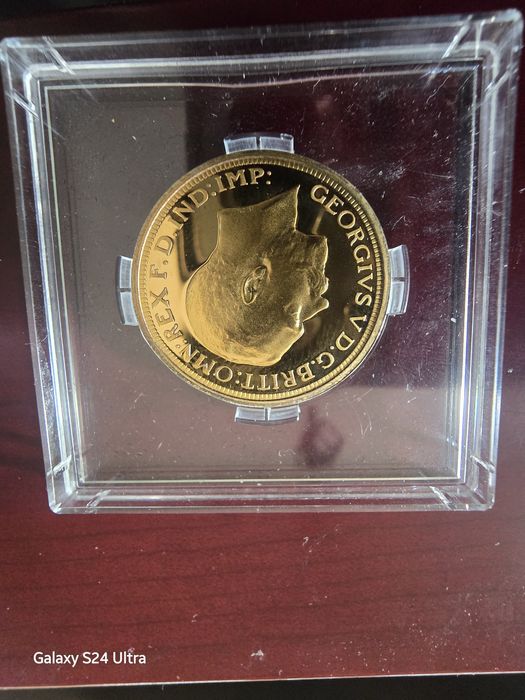 GEORGIVS V D.G.BRITT:OMN:REX F.D.IND:IMP:
Galaxy S24 Ultra